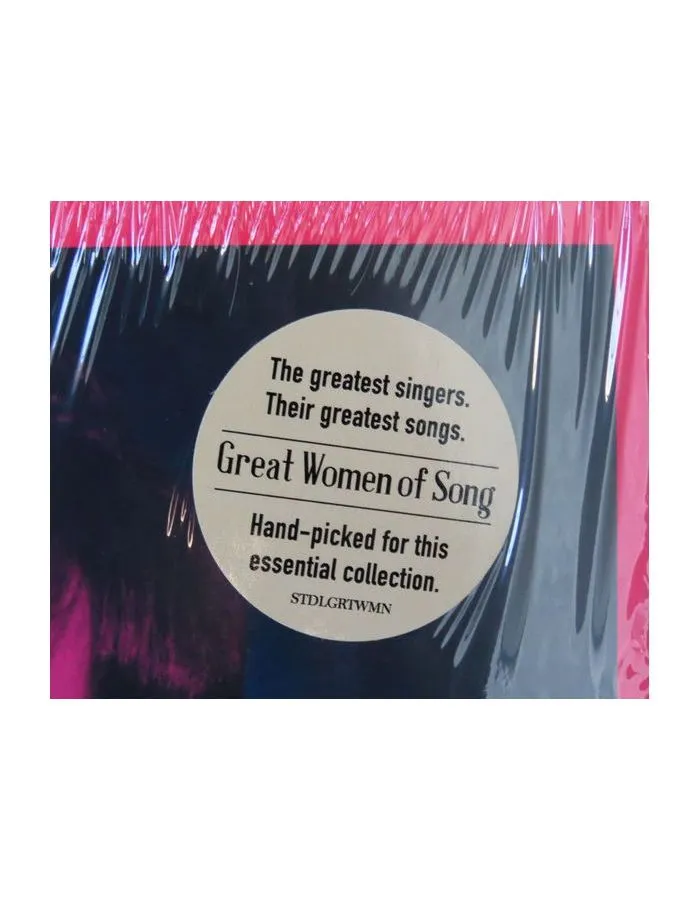 The greatest singers.
Their greatest songs.
Great Women of Song
Hand-picked for this
essential collection.
STDLGRTWMN